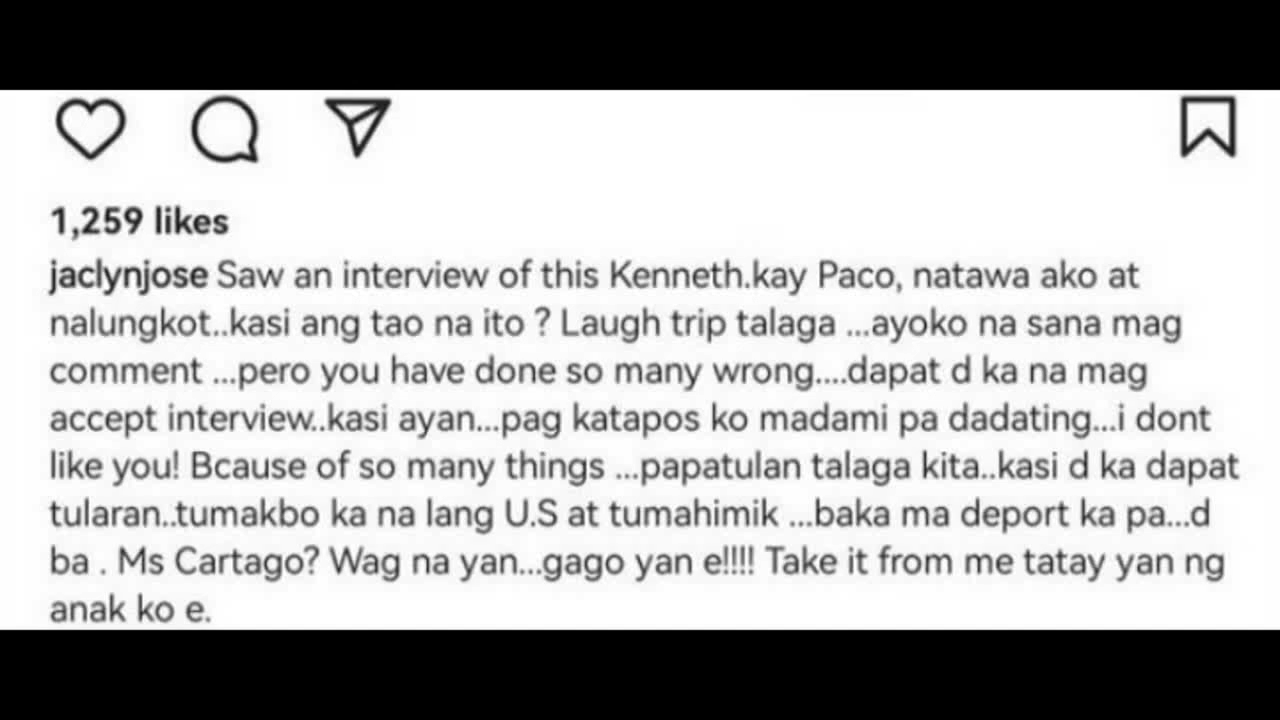 1,259 likes
jaclynjose Saw an interview of this Kenneth.kay Paco, natawa ako at
nalungkot..kasi ang tao na ito ? Laugh trip talaga ...ayoko na sana mag
comment ...pero you have done so many wrong....dapat d ka na mag
accept interview..kasi ayan...pag katapos ko madami pa dadating...i dont
like you! Bcause of so many things ...papatulan talaga kita..kasi d ka dapat
tularan..tumakbo ka na lang U.S at tumahimik ...baka ma deport ka pa...d
ba . Ms Cartago? Wag na yan...gago yan e!!!! Take it from me tatay yan ng
anak ko e.